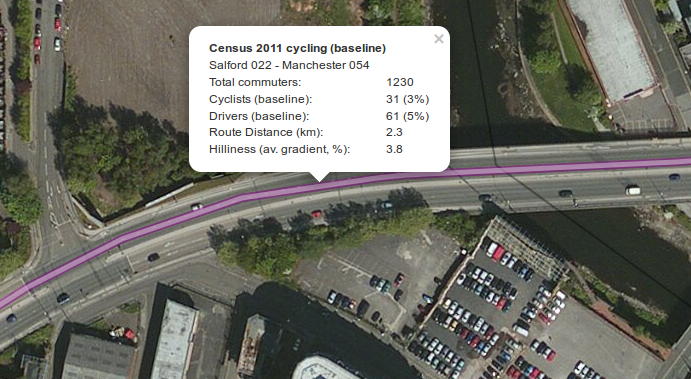 Census 2011 cycling (baseline)
Salford 022 - Manchester 054
Total commuters: 1230
Cyclists (baseline): 31 (3%)
Drivers (baseline): 61 (5%)
Route Distance (km): 2.3
Hilliness (av. gradient, %): 3.8